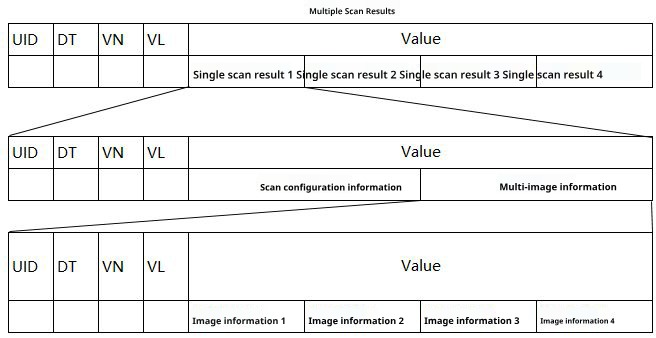 Multiple Scan Results
UID DT VN VL Value
Single scan result 1 Single scan result 2 Single scan result 3 Single scan result 4
UID DT VN VL Value
Scan configuration information Multi-image information
UID DT VN VL Value
Image information 1 Image information 2 Image information 3 Image information 4